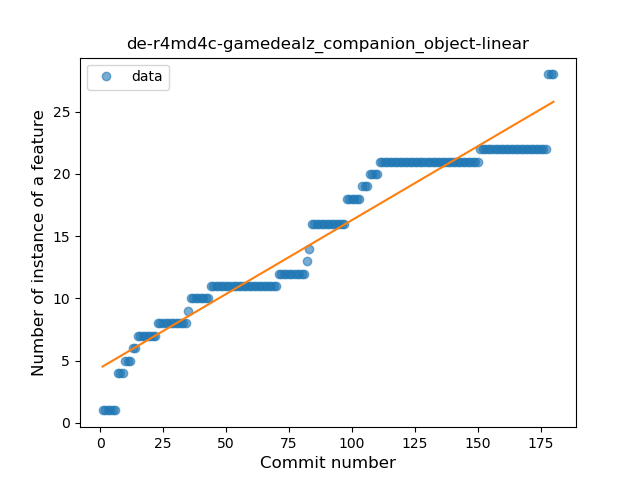 de-r4md4c-gamedealz_companion_object-linear
data
Number of instance of a feature
25
20
15
10
5
0
0 25 50 75 100 125 150 175
Commit number